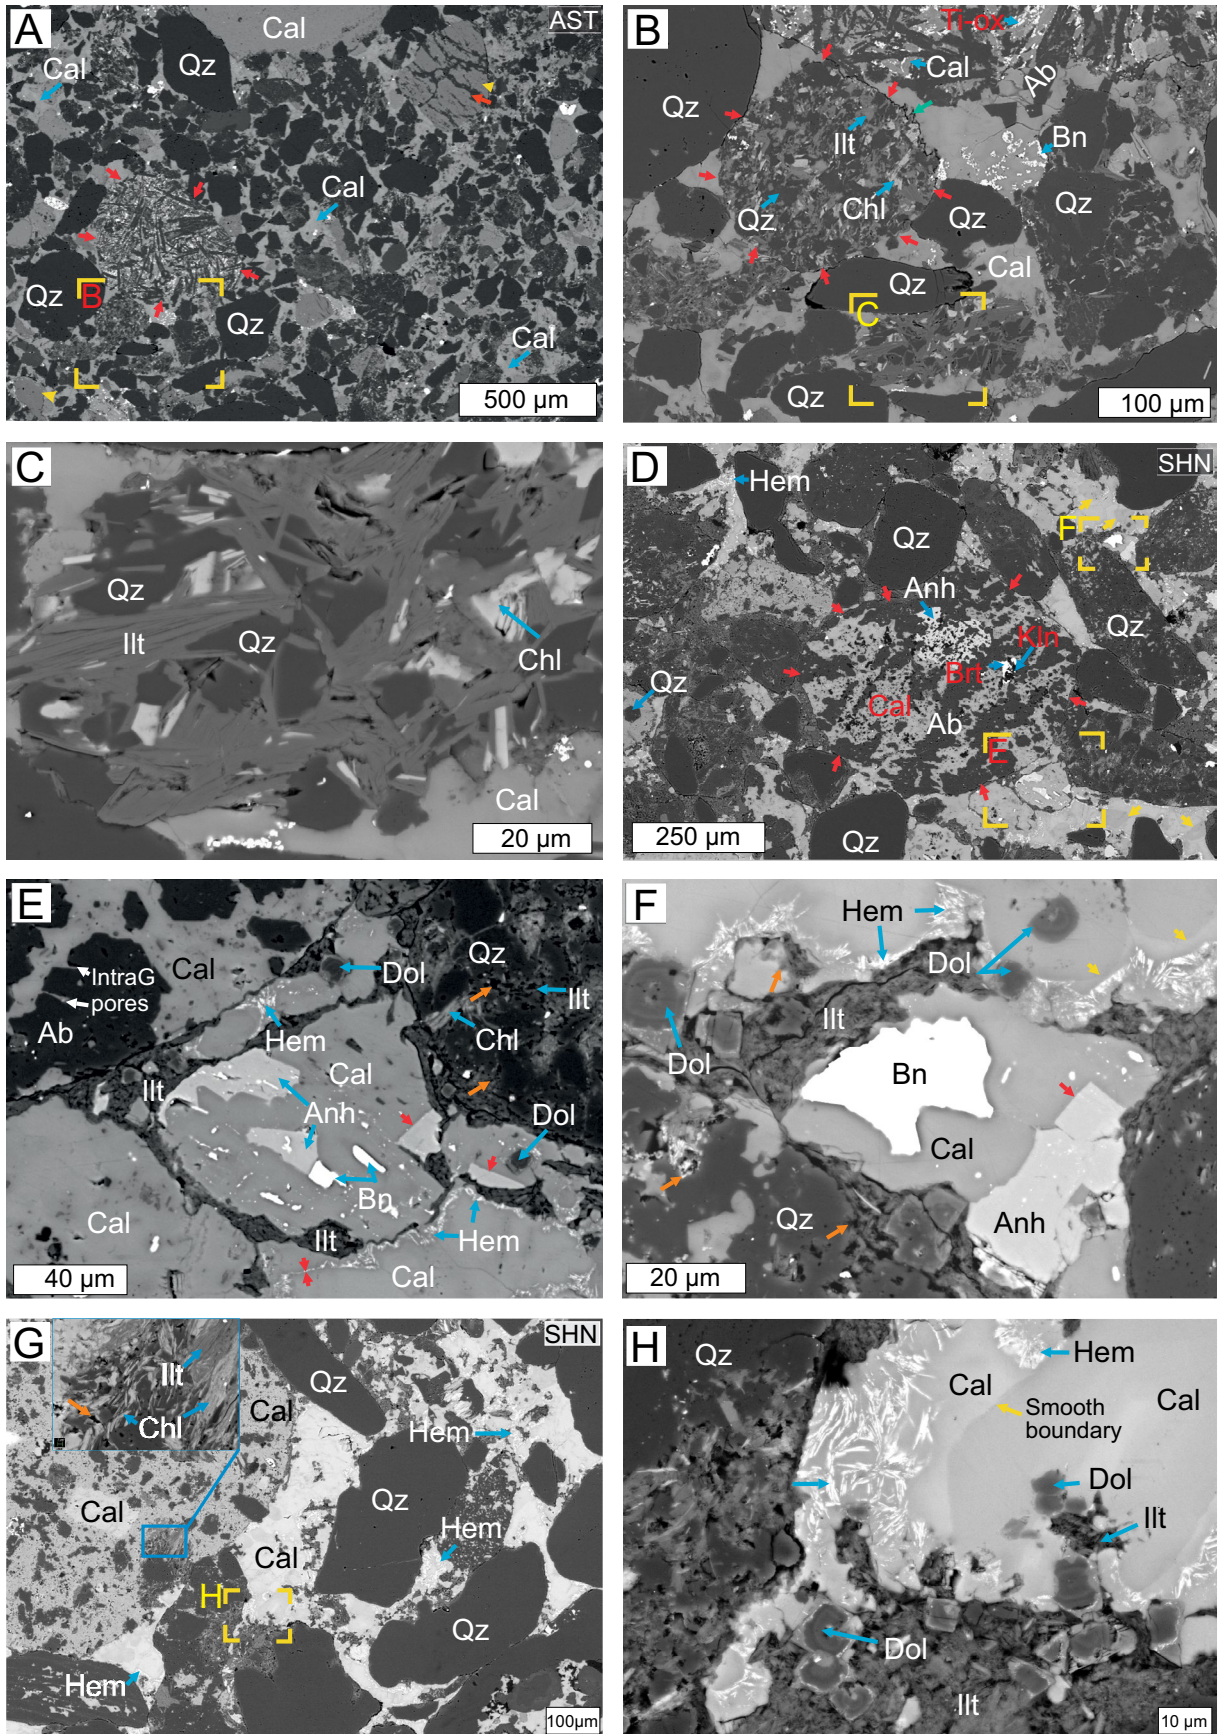 A
AST
Cal
Qz
Cal
Cal
B
Qz
Qz
Cal
500 µm
B
Ti-ox
Cal
Ab
Qz
Ilt
Bn
Qz
Chl
Qz
Qz
Cal
Qz
C
Qz
100 µm
C
Qz
Ilt
Qz
Chl
Cal
20 µm
D
SHN
Hem
F
Qz
Anh
Kln
Qz
Brt
Qz
Cal
Ab
E
250 µm
Qz
E
Qz
IntraG
pores
Cal
Dol
Ilt
Ab
Hem
Chl
Cal
Ilt
Anh
Dol
Bn
Cal
Ilt
Hem
Cal
40 µm
F
Hem
Dol
Ilt
Dol
Bn
Cal
Qz
Anh
20 µm
G
SHN
Ilt
Qz
Chl
Cal
Hem
Cal
Qz
Hem
Cal
H
Qz
Hem
100µm
H
Qz
Hem
Cal
Cal
Smooth
boundary
Dol
Ilt
Dol
Ilt
10 µm